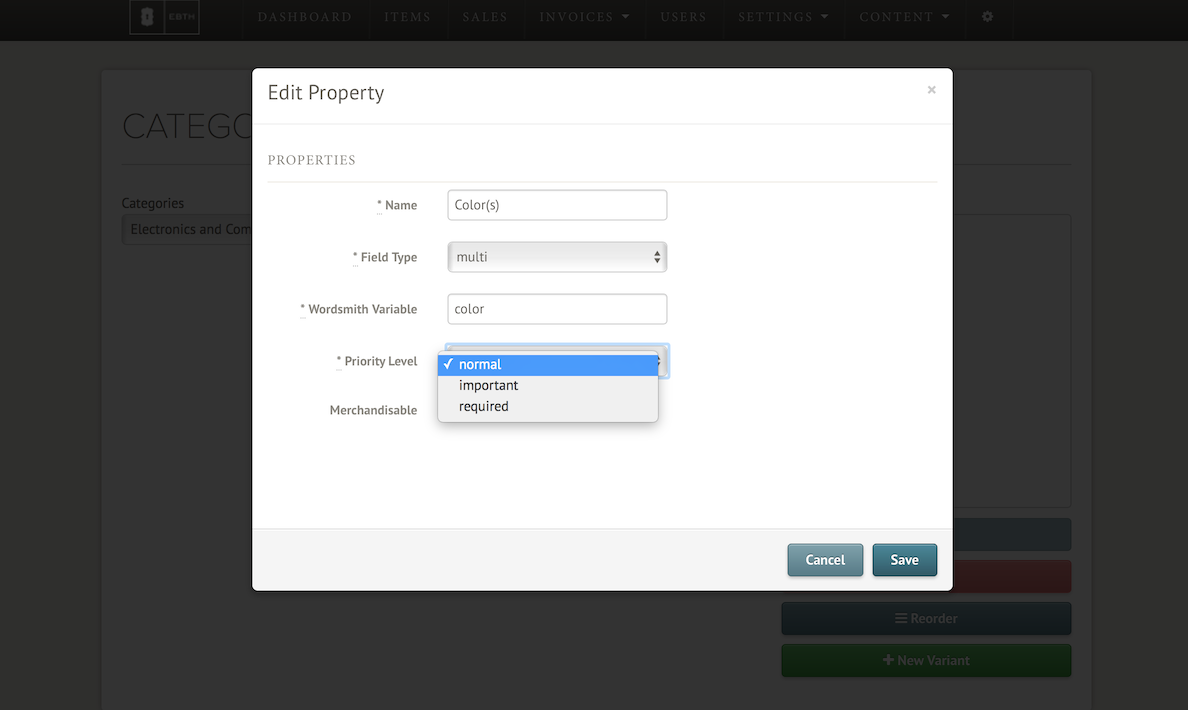 EBTH DASHBOARD ITEMS SALES INVOICES USERS SETTINGS CONTENT
Edit Property ×
CATEGO
PROPERTIES
Categories
* Name Color(s)
Electronics and Com
* Field Type multi
* Wordsmith Variable color
* Priority Level
✓ normal
important
required
Merchandisable
Cancel Save
Reorder
New Variant